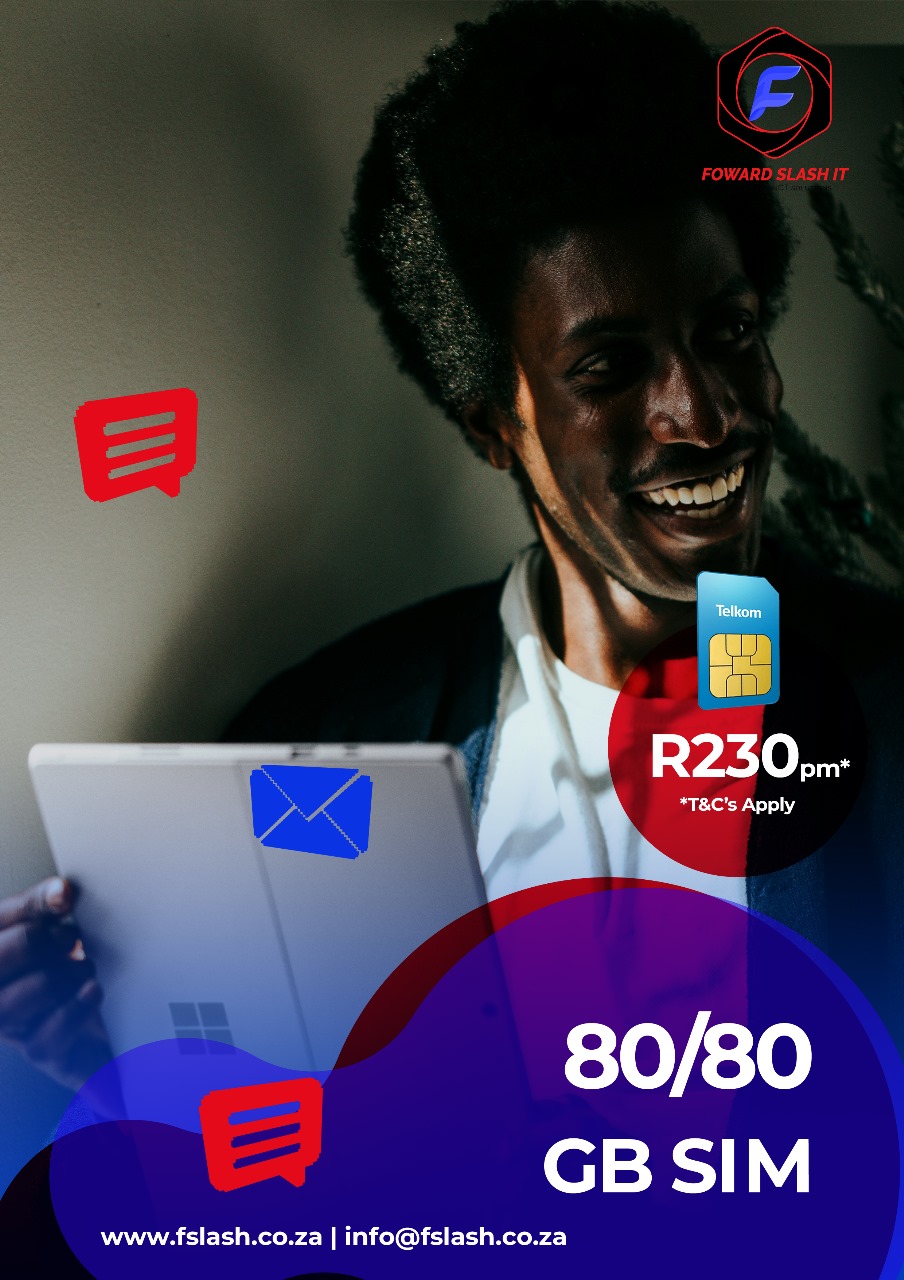 F
FOWARD SLASH IT
Telkom
R230pm*
*T&C's Apply
80/80
GB SIM
www.fslash.co.za | info@fslash.co.za